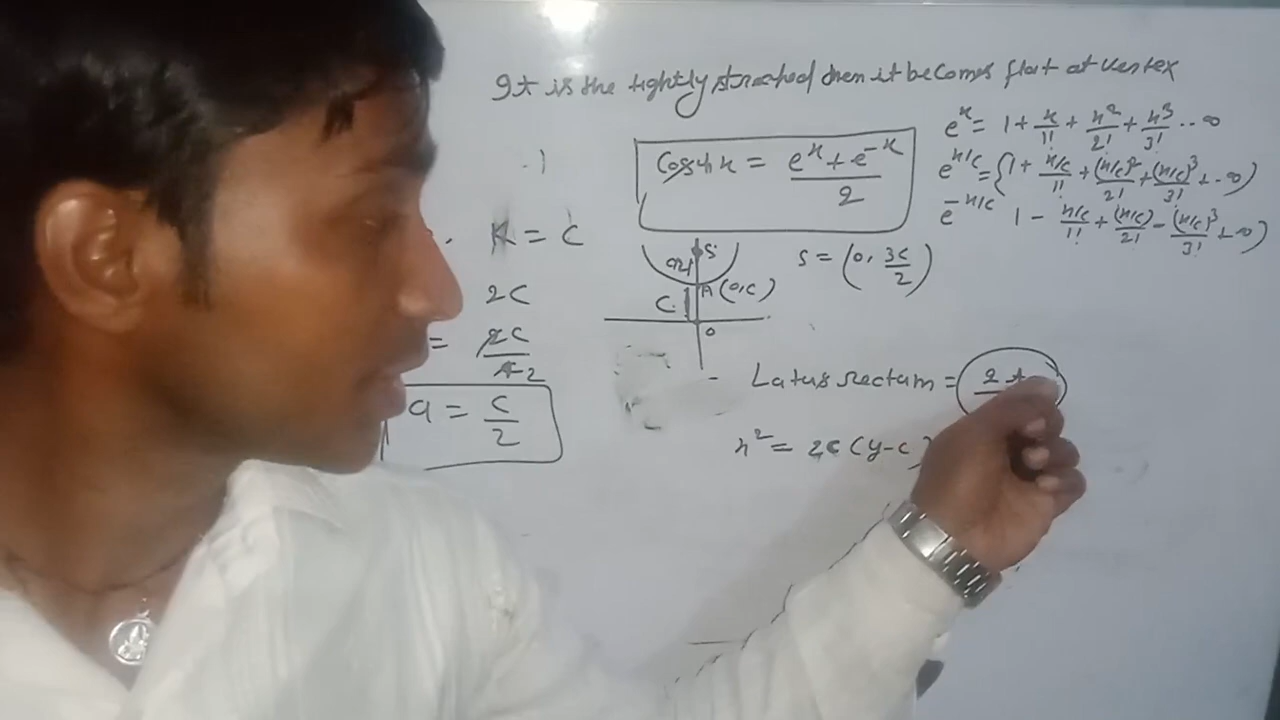 It is the tightly streched then it becomes flat at vertex
e^x = 1 + x/1! + x^2/2! + x^3/3! .. ∞
Cosh x = (e^x + e^-x)/2
e^x/c = {1 + (x/c)/1! + (x/c)^2/2! + (x/c)^3/3! + -- ∞)
e^-x/c 1 - (x/c)/1! + (x/c)/2! - (x/c)^3/3! + ∞)
= c
S
S = (0, 3c/2)
2c
A (0,c)
C
= 2c/
2
0
a = c/2
- Latus rectum = 2
x^2 = 2c (y-c)